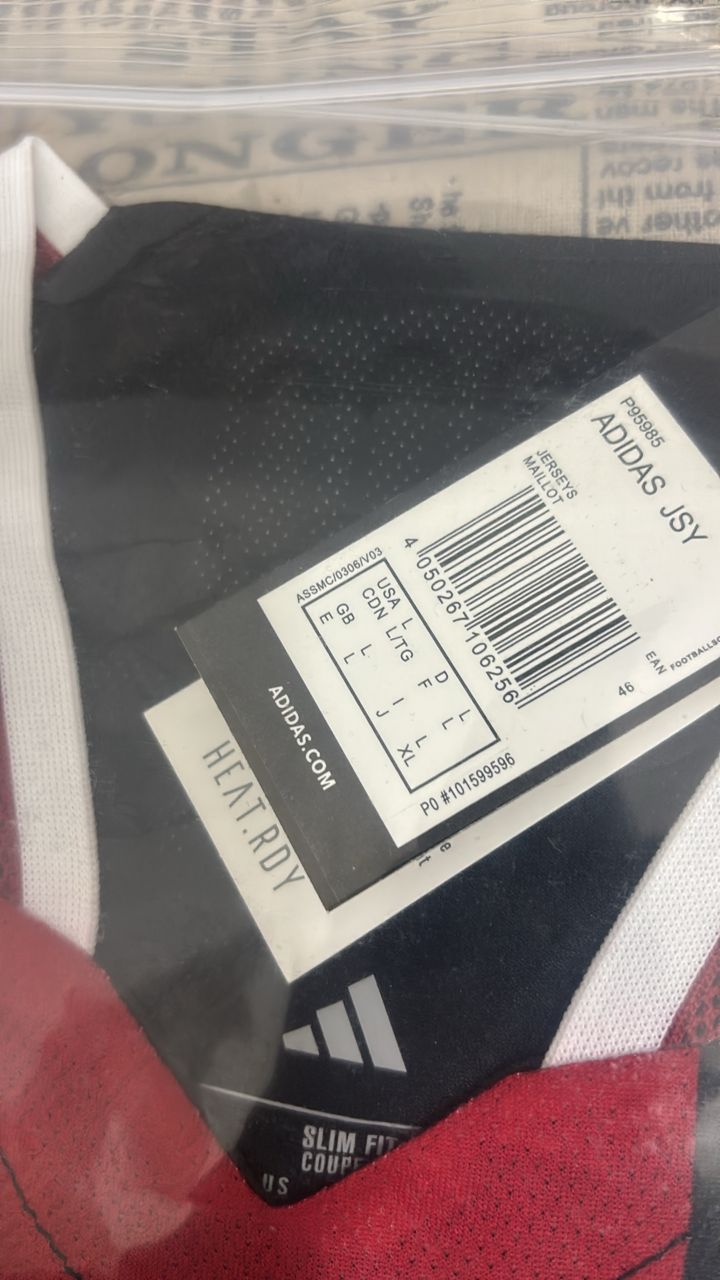 ONGER
P95985
ADIDAS JSY
JERSEYS
MAILLOT
4 050267 106256
EAN
46
ASSMC/0306/V03
USA L D L
CDN L/TG F L
GB L I L
E L J XL
PO #101599596
ADIDAS.COM
HEAT.RDY
SLIM FIT
COUPE
US